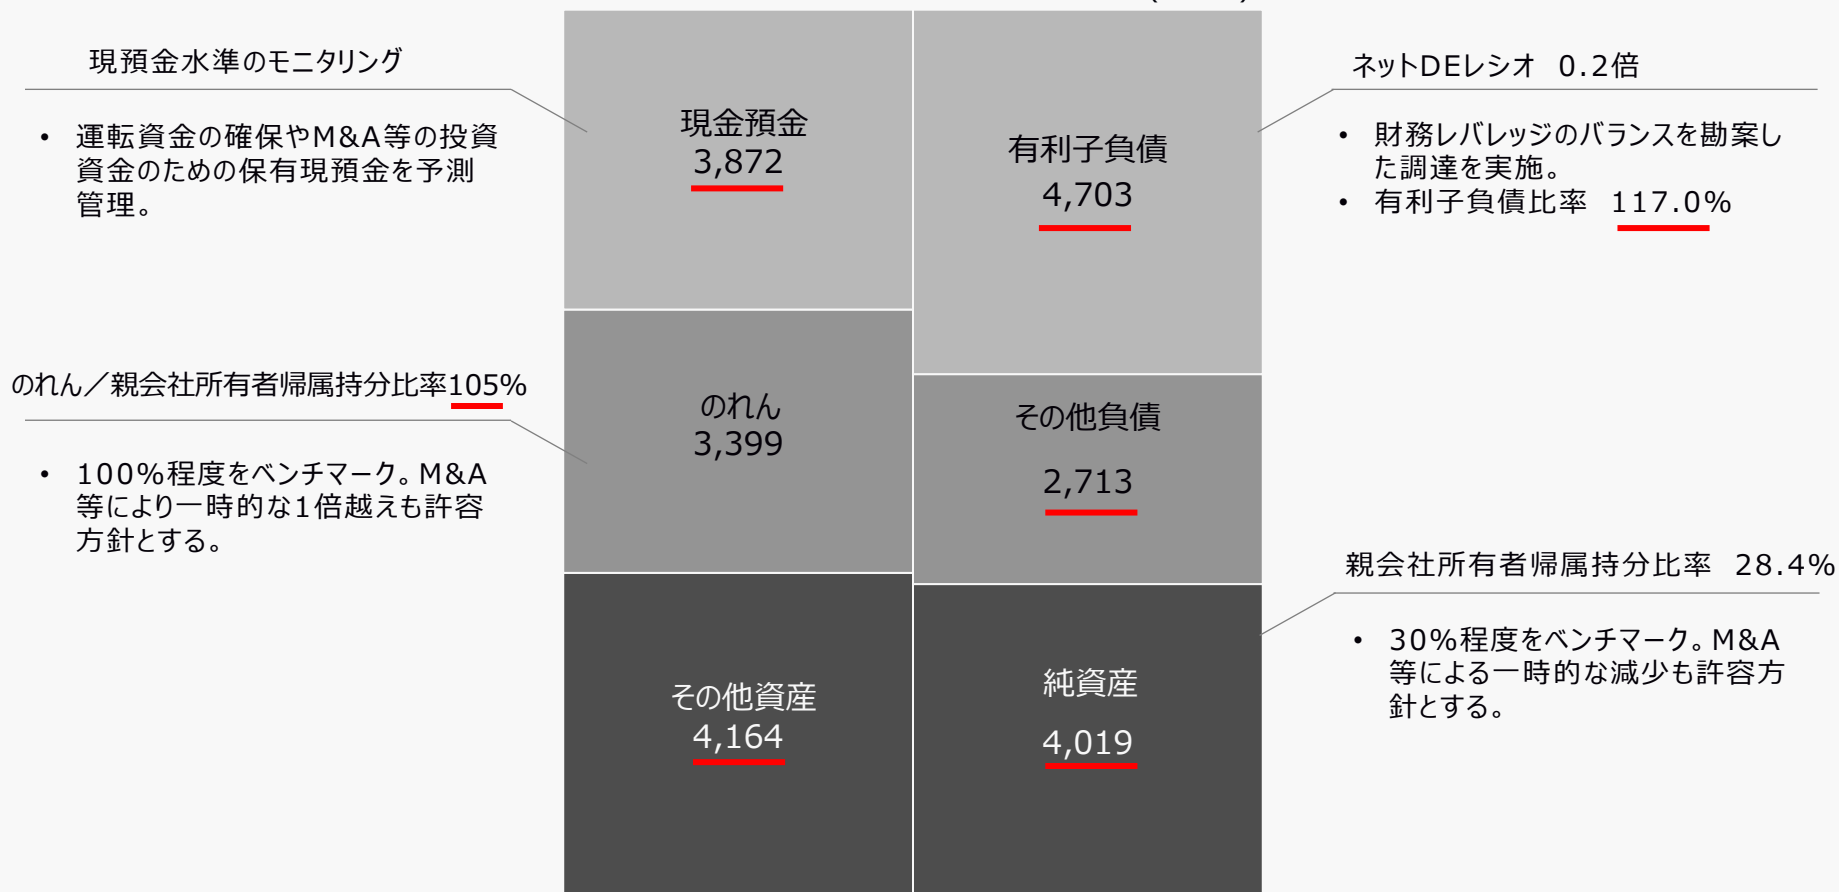 現預金水準のモニタリング
• 運転資金の確保やM&A等の投資
資金のための保有現預金を予測
管理。
のれん／親会社所有者帰属持分比率105%
• 100%程度をベンチマーク。M&A
等により一時的な1倍越えも許容
方針とする。
現金預金
3,872
のれん
3,399
その他資産
4,164
有利子負債
4,703
その他負債
2,713
純資産
4,019
ネットDEレシオ 0.2倍
• 財務レバレッジのバランスを勘案し
た調達を実施。
• 有利子負債比率 117.0%
親会社所有者帰属持分比率 28.4%
• 30%程度をベンチマーク。M&A
等による一時的な減少も許容方
針とする。